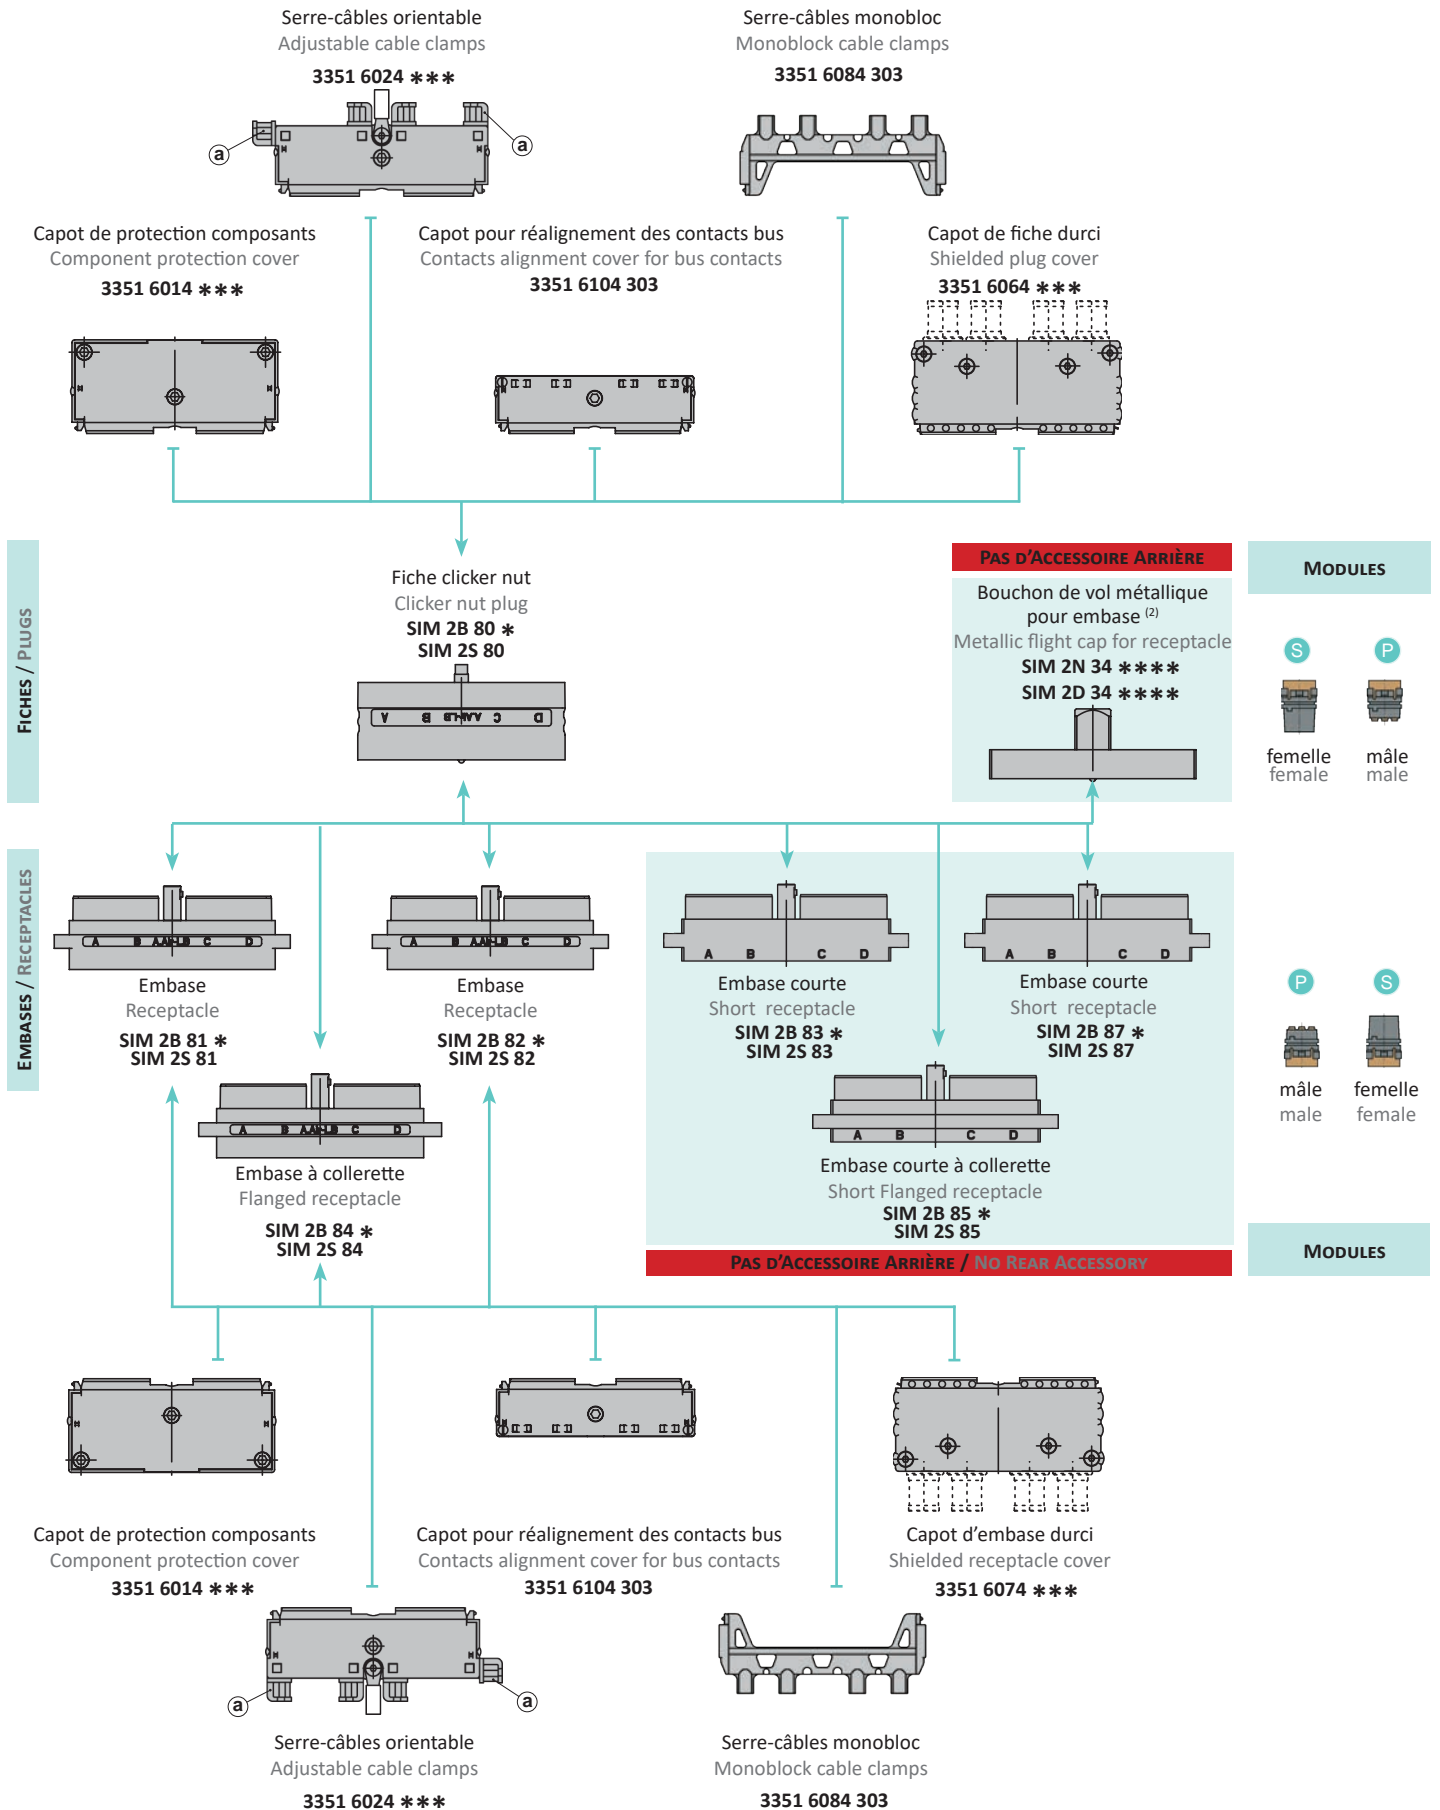 Serre-câbles orientable
Adjustable cable clamps
3351 6024 ***
Serre-câbles monobloc
Monoblock cable clamps
3351 6084 303
a
a
Capot de protection composants
Component protection cover
3351 6014 ***
Capot pour réalignement des contacts bus
Contacts alignment cover for bus contacts
3351 6104 303
Capot de fiche durci
Shielded plug cover
3351 6064 ***
FICHES / PLUGS
Fiche clicker nut
Clicker nut plug
SIM 2B 80 *
SIM 2S 80
A B C D
PAS D'ACCESSOIRE ARRIÈRE
Bouchon de vol métallique
pour embase (2)
Metallic flight cap for receptacle
SIM 2N 34 ****
SIM 2D 34 ****
MODULES
S P
femelle mâle
female male
EMBASES / RECEPTACLES
A B C D
Embase
Receptacle
SIM 2B 81 *
SIM 2S 81
A B C D
Embase
Receptacle
SIM 2B 82 *
SIM 2S 82
A B C D
Embase courte
Short receptacle
SIM 2B 83 *
SIM 2S 83
A B C D
Embase courte
Short receptacle
SIM 2B 87 *
SIM 2S 87
P S
mâle femelle
male female
A B C D
Embase à collerette
Flanged receptacle
SIM 2B 84 *
SIM 2S 84
A B C D
Embase courte à collerette
Short Flanged receptacle
SIM 2B 85 *
SIM 2S 85
PAS D'ACCESSOIRE ARRIÈRE / NO REAR ACCESSORY
MODULES
Capot de protection composants
Component protection cover
3351 6014 ***
Capot pour réalignement des contacts bus
Contacts alignment cover for bus contacts
3351 6104 303
Capot d'embase durci
Shielded receptacle cover
3351 6074 ***
a
a
Serre-câbles orientable
Adjustable cable clamps
3351 6024 ***
Serre-câbles monobloc
Monoblock cable clamps
3351 6084 303